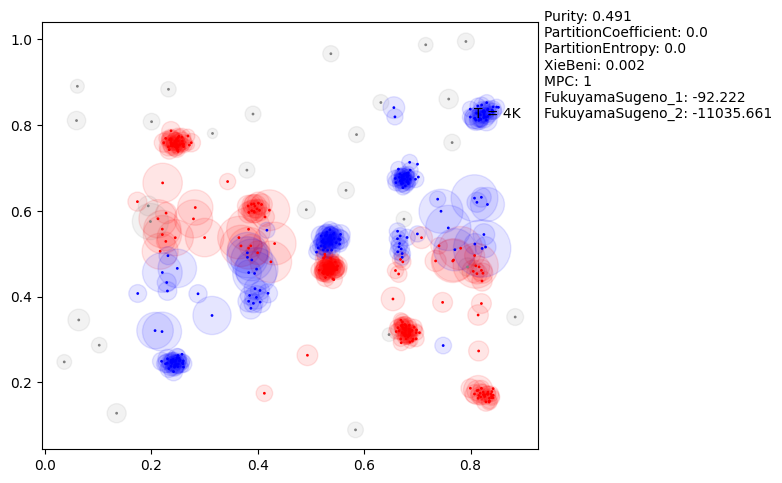 Purity: 0.491
PartitionCoefficient: 0.0
PartitionEntropy: 0.0
XieBeni: 0.002
MPC: 1
FukuyamaSugeno_1: -92.222
FukuyamaSugeno_2: -11035.661
T = 4K
1.0
0.8
0.6
0.4
0.2
0.0 0.2 0.4 0.6 0.8